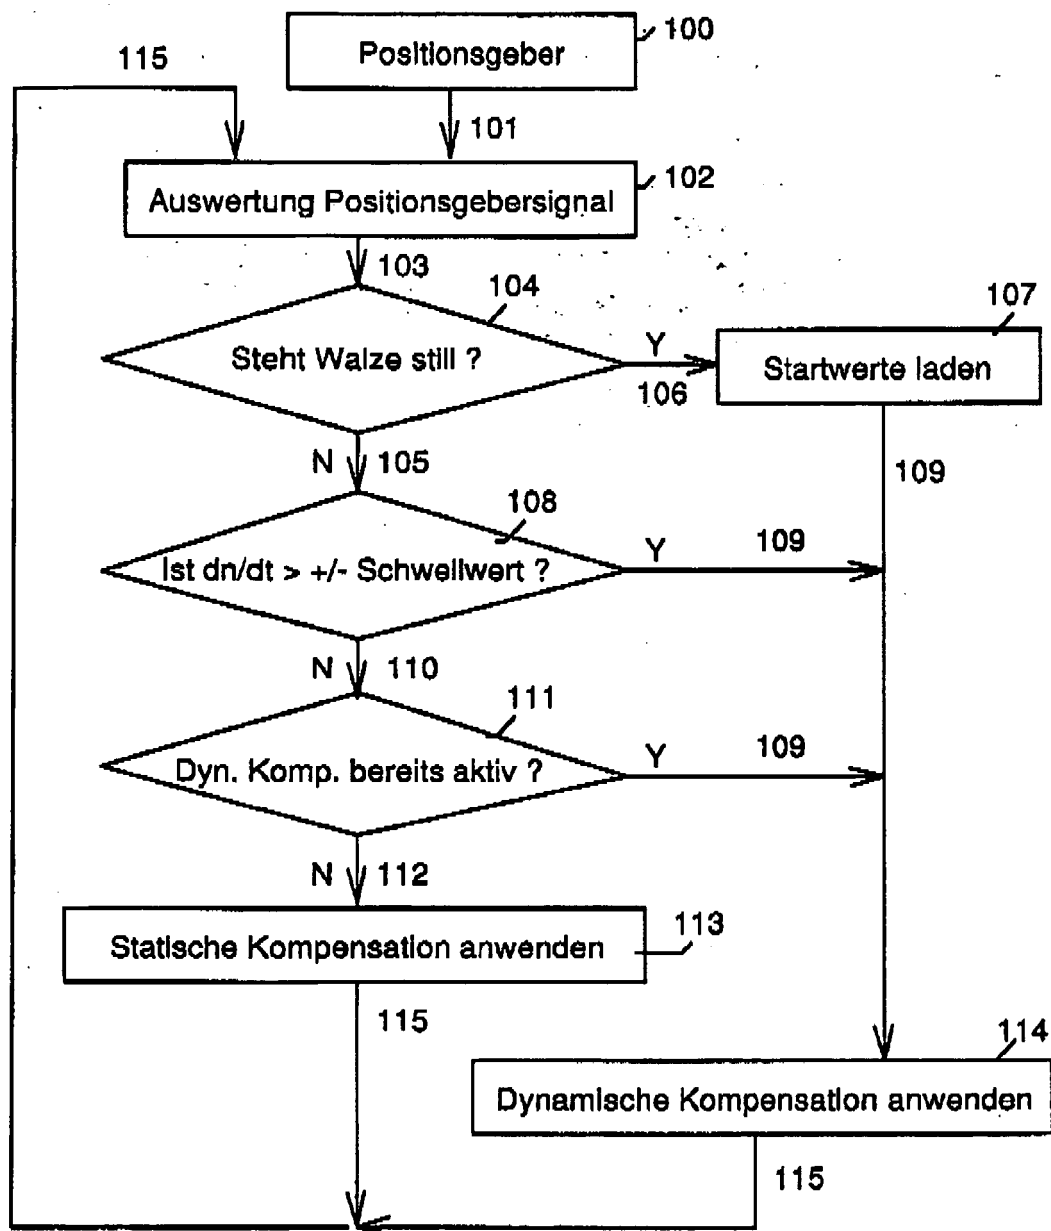 100
Positionsgeber
115
101
102
Auswertung Positionsgebersignal
103
104
107
Steht Walze still ?
Y
106
Startwerte laden
N
105
109
108
Ist dn/dt > +/- Schwellwert ?
Y
109
N
110
111
Dyn. Komp. bereits aktiv ?
Y
109
N
112
113
Statische Kompensation anwenden
115
114
Dynamische Kompensation anwenden
115